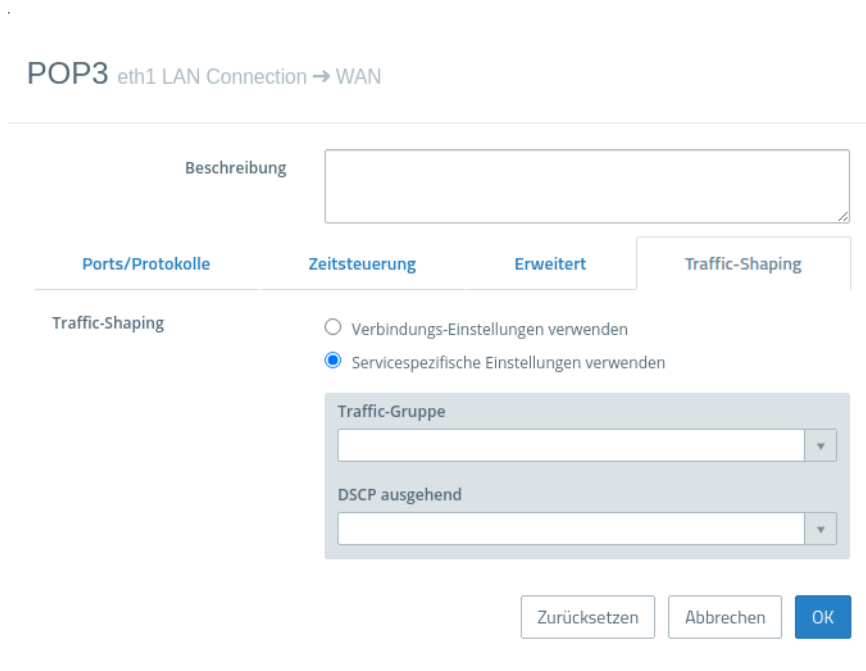 POP3 eth1 LAN Connection ➔ WAN
Beschreibung
Ports/Protokolle Zeitsteuerung Erweitert Traffic-Shaping
Traffic-Shaping
Verbindungs-Einstellungen verwenden
Servicespezifische Einstellungen verwenden
Traffic-Gruppe
DSCP ausgehend
Zurücksetzen Abbrechen OK